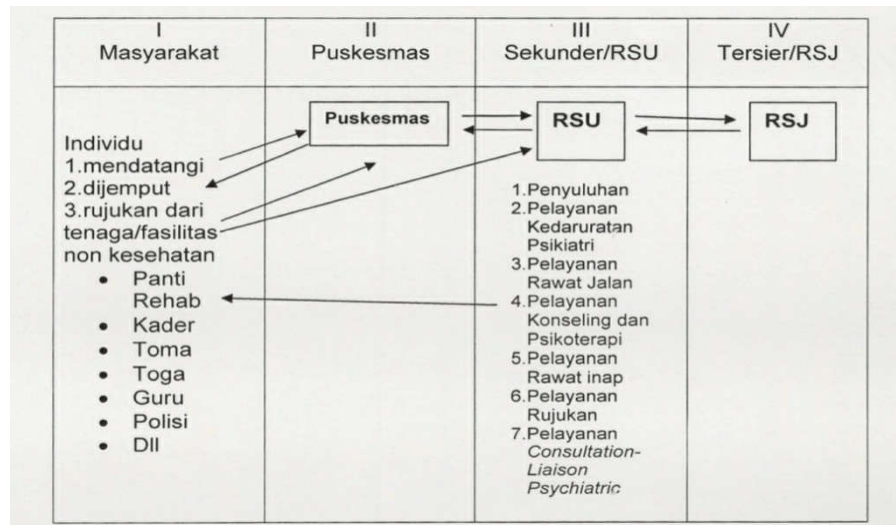 I
Masyarakat
II
Puskesmas
III
Sekunder/RSU
IV
Tersier/RSJ
Individu
1.mendatangi
2.dijemput
3.rujukan dari
tenaga/fasilitas
non kesehatan
• Panti
Rehab
• Kader
• Toma
• Toga
• Guru
• Polisi
• Dll
Puskesmas
RSU
1.Penyuluhan
2.Pelayanan
Kedaruratan
Psikiatri
3.Pelayanan
Rawat Jalan
4.Pelayanan
Konseling dan
Psikoterapi
5.Pelayanan
Rawat inap
6.Pelayanan
Rujukan
7.Pelayanan
Consultation-
Liaison
Psychiatric
RSJ